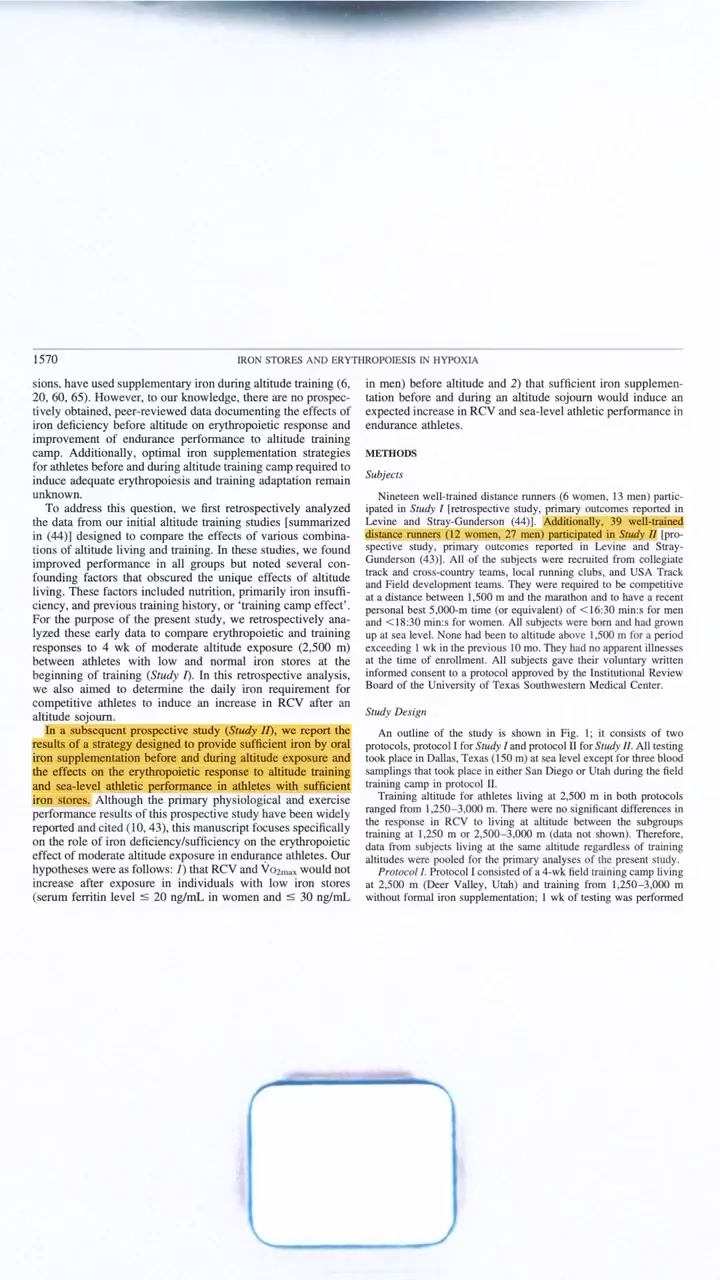 1570
IRON STORES AND ERYTHROPOIESIS IN HYPOXIA
sions, have used supplementary iron during altitude training (6,
20, 60, 65). However, to our knowledge, there are no prospec-
tively obtained, peer-reviewed data documenting the effects of
iron deficiency before altitude on erythropoietic response and
improvement of endurance performance to altitude training
camp. Additionally, optimal iron supplementation strategies
for athletes before and during altitude training camp required to
induce adequate erythropoiesis and training adaptation remain
unknown.
To address this question, we first retrospectively analyzed
the data from our initial altitude training studies [summarized
in (44)] designed to compare the effects of various combina-
tions of altitude living and training. In these studies, we found
improved performance in all groups but noted several con-
founding factors that obscured the unique effects of altitude
living. These factors included nutrition, primarily iron insuffi-
ciency, and previous training history, or ‘training camp effect’.
For the purpose of the present study, we retrospectively ana-
lyzed these early data to compare erythropoietic and training
responses to 4 wk of moderate altitude exposure (2,500 m)
between athletes with low and normal iron stores at the
beginning of training (Study I). In this retrospective analysis,
we also aimed to determine the daily iron requirement for
competitive athletes to induce an increase in RCV after an
altitude sojourn.
In a subsequent prospective study (Study II), we report the
results of a strategy designed to provide sufficient iron by oral
iron supplementation before and during altitude exposure and
the effects on the erythropoietic response to altitude training
and sea-level athletic performance in athletes with sufficient
iron stores. Although the primary physiological and exercise
performance results of this prospective study have been widely
reported and cited (10, 43), this manuscript focuses specifically
on the role of iron deficiency/sufficiency on the erythropoietic
effect of moderate altitude exposure in endurance athletes. Our
hypotheses were as follows: 1) that RCV and V̇o2max would not
increase after exposure in individuals with low iron stores
(serum ferritin level ≤ 20 ng/mL in women and ≤ 30 ng/mL
in men) before altitude and 2) that sufficient iron supplemen-
tation before and during an altitude sojourn would induce an
expected increase in RCV and sea-level athletic performance in
endurance athletes.
METHODS
Subjects
Nineteen well-trained distance runners (6 women, 13 men) partic-
ipated in Study I [retrospective study, primary outcomes reported in
Levine and Stray-Gunderson (44)]. Additionally, 39 well-trained
distance runners (12 women, 27 men) participated in Study II [pro-
spective study, primary outcomes reported in Levine and Stray-
Gunderson (43)]. All of the subjects were recruited from collegiate
track and cross-country teams, local running clubs, and USA Track
and Field development teams. They were required to be competitive
at a distance between 1,500 m and the marathon and to have a recent
personal best 5,000-m time (or equivalent) of <16:30 min:s for men
and <18:30 min:s for women. All subjects were born and had grown
up at sea level. None had been to altitude above 1,500 m for a period
exceeding 1 wk in the previous 10 mo. They had no apparent illnesses
at the time of enrollment. All subjects gave their voluntary written
informed consent to a protocol approved by the Institutional Review
Board of the University of Texas Southwestern Medical Center.
Study Design
An outline of the study is shown in Fig. 1; it consists of two
protocols, protocol I for Study I and protocol II for Study II. All testing
took place in Dallas, Texas (150 m) at sea level except for three blood
samplings that took place in either San Diego or Utah during the field
training camp in protocol II.
Training altitude for athletes living at 2,500 m in both protocols
ranged from 1,250–3,000 m. There were no significant differences in
the response in RCV to living at altitude between the subgroups
training at 1,250 m or 2,500–3,000 m (data not shown). Therefore,
data from subjects living at the same altitude regardless of training
altitudes were pooled for the primary analyses of the present study.
Protocol I. Protocol I consisted of a 4-wk field training camp living
at 2,500 m (Deer Valley, Utah) and training from 1,250–3,000 m
without formal iron supplementation; 1 wk of testing was performed